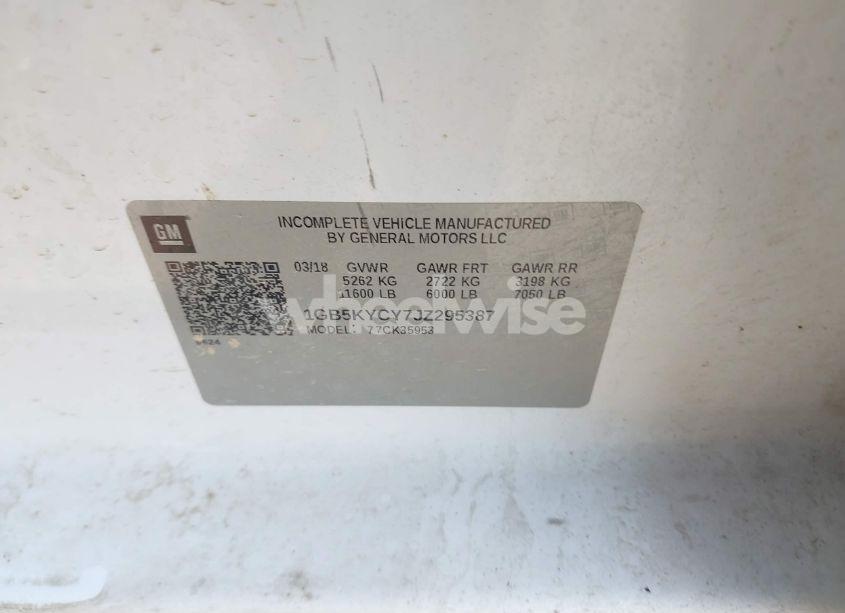 GM
INCOMPLETE VEHICLE MANUFACTURED
BY GENERAL MOTORS LLC
03/18 GVWR GAWR FRT GAWR RR
5262 KG 2722 KG 3198 KG
11600 LB 6000 LB 7050 LB
wheelwise
1GB5KYCY7JZ295387
MODEL: 77CK35953